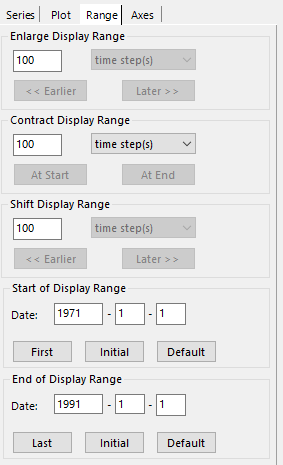 Series Plot Range Axes
Enlarge Display Range
100 time step(s)
<< Earlier Later >>
Contract Display Range
100 time step(s)
At Start At End
Shift Display Range
100 time step(s)
<< Earlier Later >>
Start of Display Range
Date: 1971 - 1 - 1
First Initial Default
End of Display Range
Date: 1991 - 1 - 1
Last Initial Default